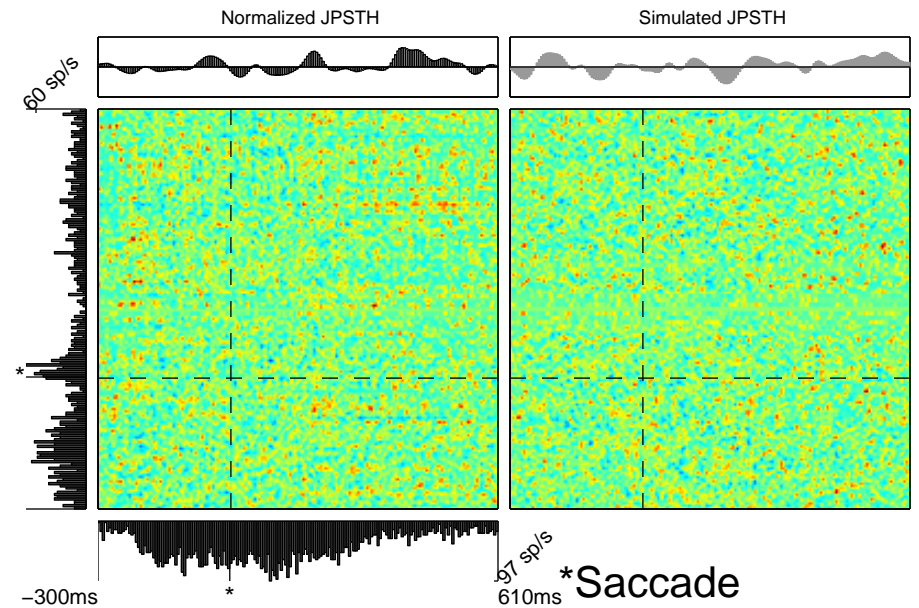 Normalized JPSTH
Simulated JPSTH
60 sp/s
*
97 sp/s
*Saccade
−300ms
*
610ms